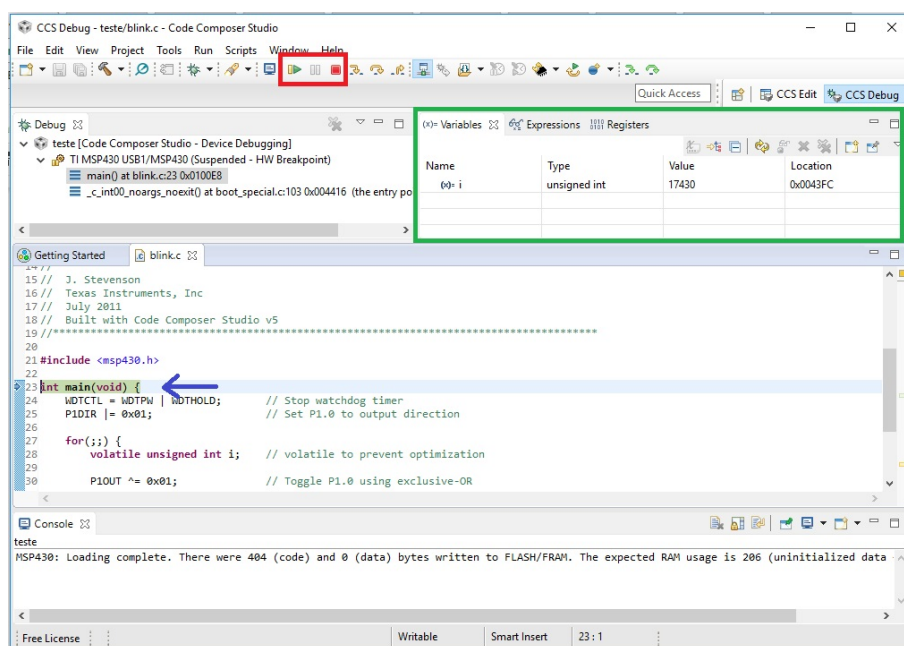 CCS Debug - teste/blink.c - Code Composer Studio
File Edit View Project Tools Run Scripts Window Help
Quick Access CCS Edit CCS Debug
Debug
teste [Code Composer Studio - Device Debugging]
TI MSP430 USB1/MSP430 (Suspended - HW Breakpoint)
main() at blink.c:23 0x0100E8
_c_int00_noargs_noexit() at boot_special.c:103 0x004416 (the entry po
(x)= Variables Expressions 1010 0101 Registers
Name Type Value Location
(x)= i unsigned int 17430 0x0043FC
Getting Started blink.c
14 //
15 // J. Stevenson
16 // Texas Instruments, Inc
17 // July 2011
18 // Built with Code Composer Studio v5
19 //******************************************************************************
20
21 #include <msp430.h>
22
23 int main(void) {
24 WDTCTL = WDTPW | WDTHOLD; // Stop watchdog timer
25 P1DIR |= 0x01; // Set P1.0 to output direction
26
27 for(;;) {
28 volatile unsigned int i; // volatile to prevent optimization
29
30 P1OUT ^= 0x01; // Toggle P1.0 using exclusive-OR
Console
teste
MSP430: Loading complete. There were 404 (code) and 0 (data) bytes written to FLASH/FRAM. The expected RAM usage is 206 (uninitialized data
Free License Writable Smart Insert 23 : 1